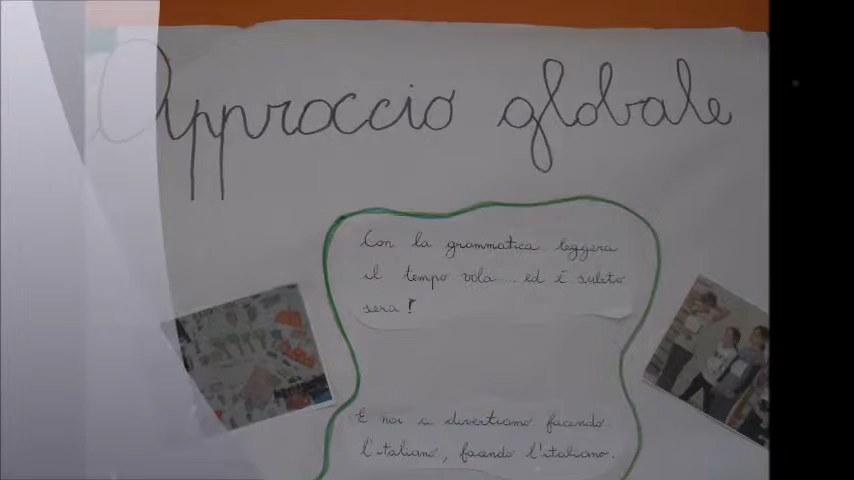 Approccio globale
Con la grammatica leggera
il tempo vola ... ed é subito
sera!
E noi ci divertiamo facendo
l'italiano, facendo l'italiano.